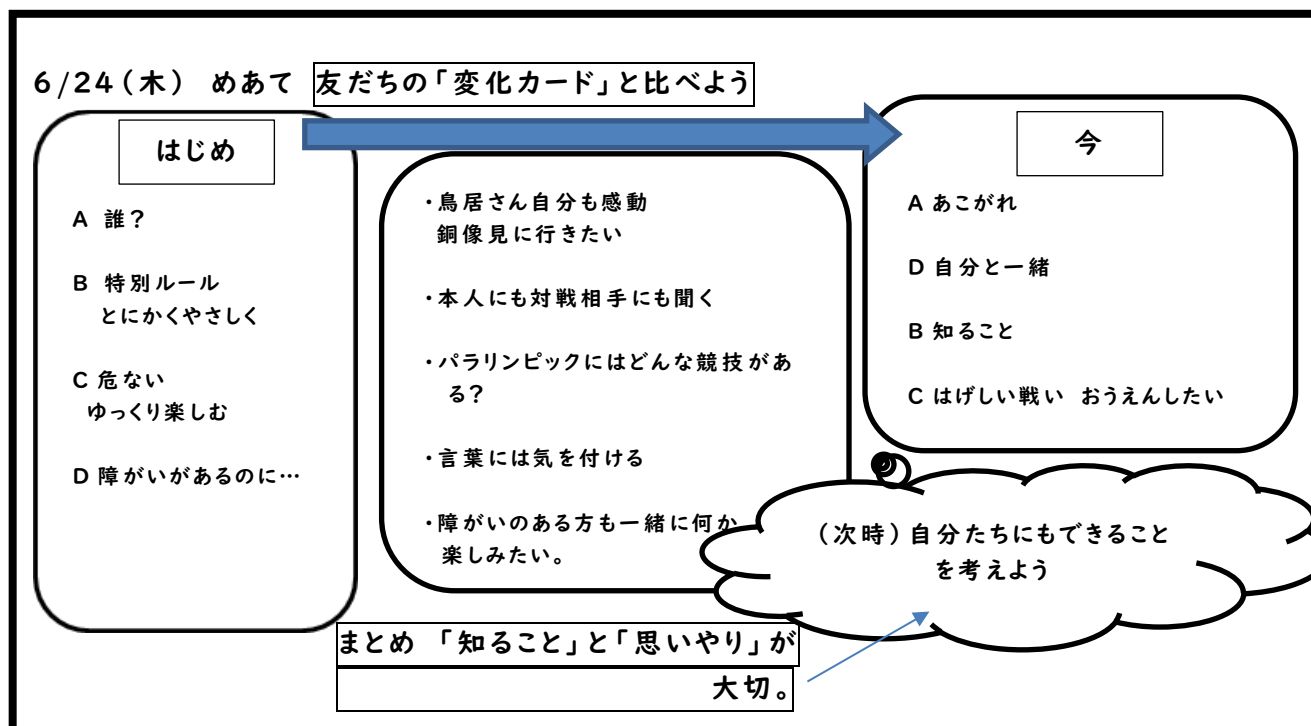 6/24(木) めあて 友だちの「変化カード」と比べよう
はじめ
A 誰?
B 特別ルール
とにかくやさしく
C 危ない
ゆっくり楽しむ
D 障がいがあるのに…
・鳥居さん自分も感動
銅像見に行きたい
・本人にも対戦相手にも聞く
・パラリンピックにはどんな競技があ
る?
・言葉には気を付ける
・障がいのある方も一緒に何か
楽しみたい。
今
A あこがれ
D 自分と一緒
B 知ること
C はげしい戦い おうえんしたい
(次時)自分たちにもできること
を考えよう
まとめ 「知ること」と「思いやり」が
大切。